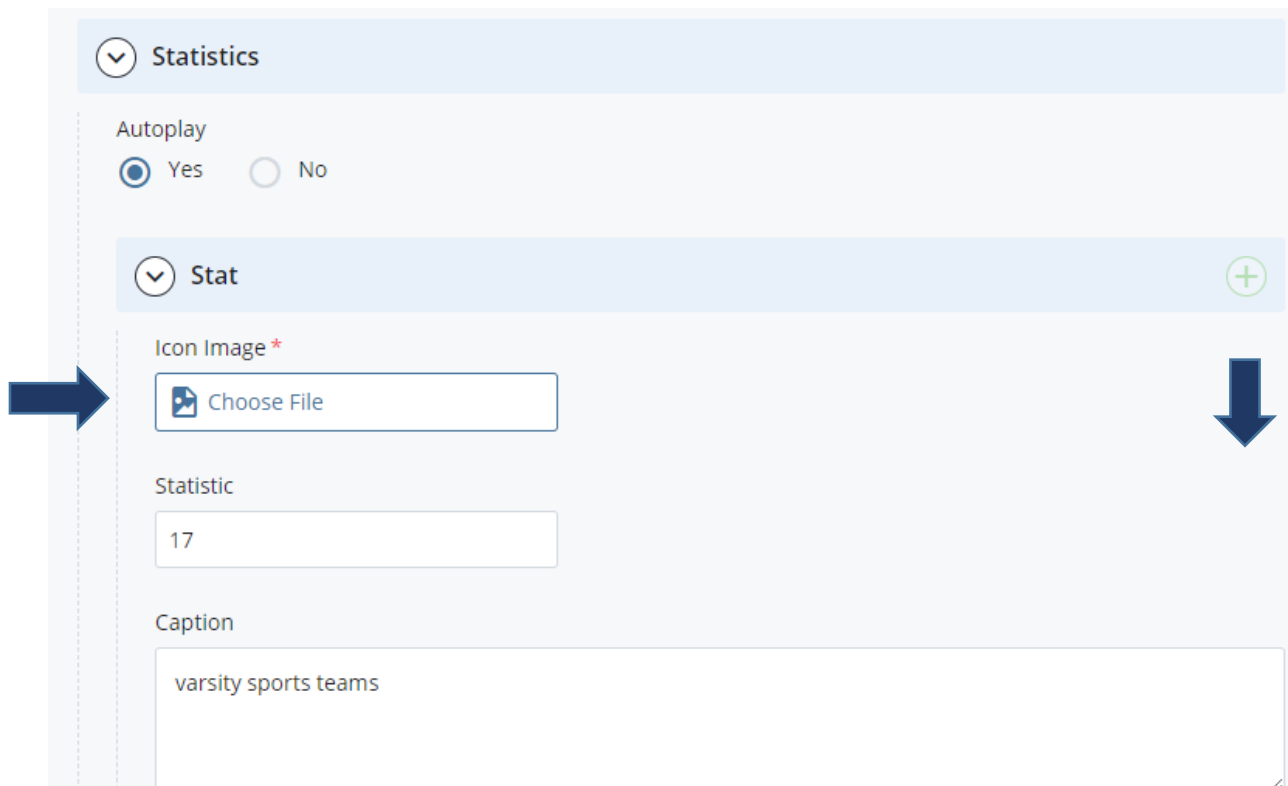 Statistics
Autoplay
Yes No
Stat
Icon Image *
Choose File
Statistic
17
Caption
varsity sports teams